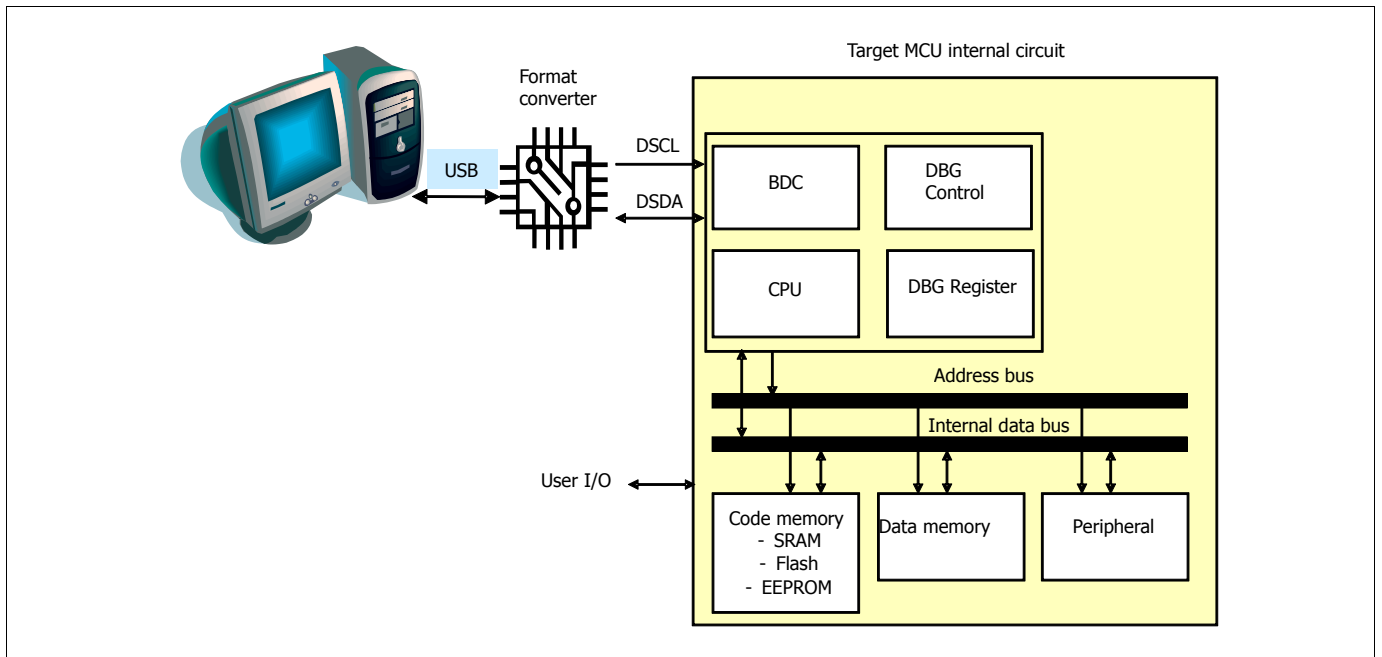 Target MCU internal circuit
Format
converter
USB
DSCL
DSDA
BDC
DBG
Control
CPU
DBG Register
Address bus
Internal data bus
User I/O
Code memory
- SRAM
- Flash
- EEPROM
Data memory
Peripheral